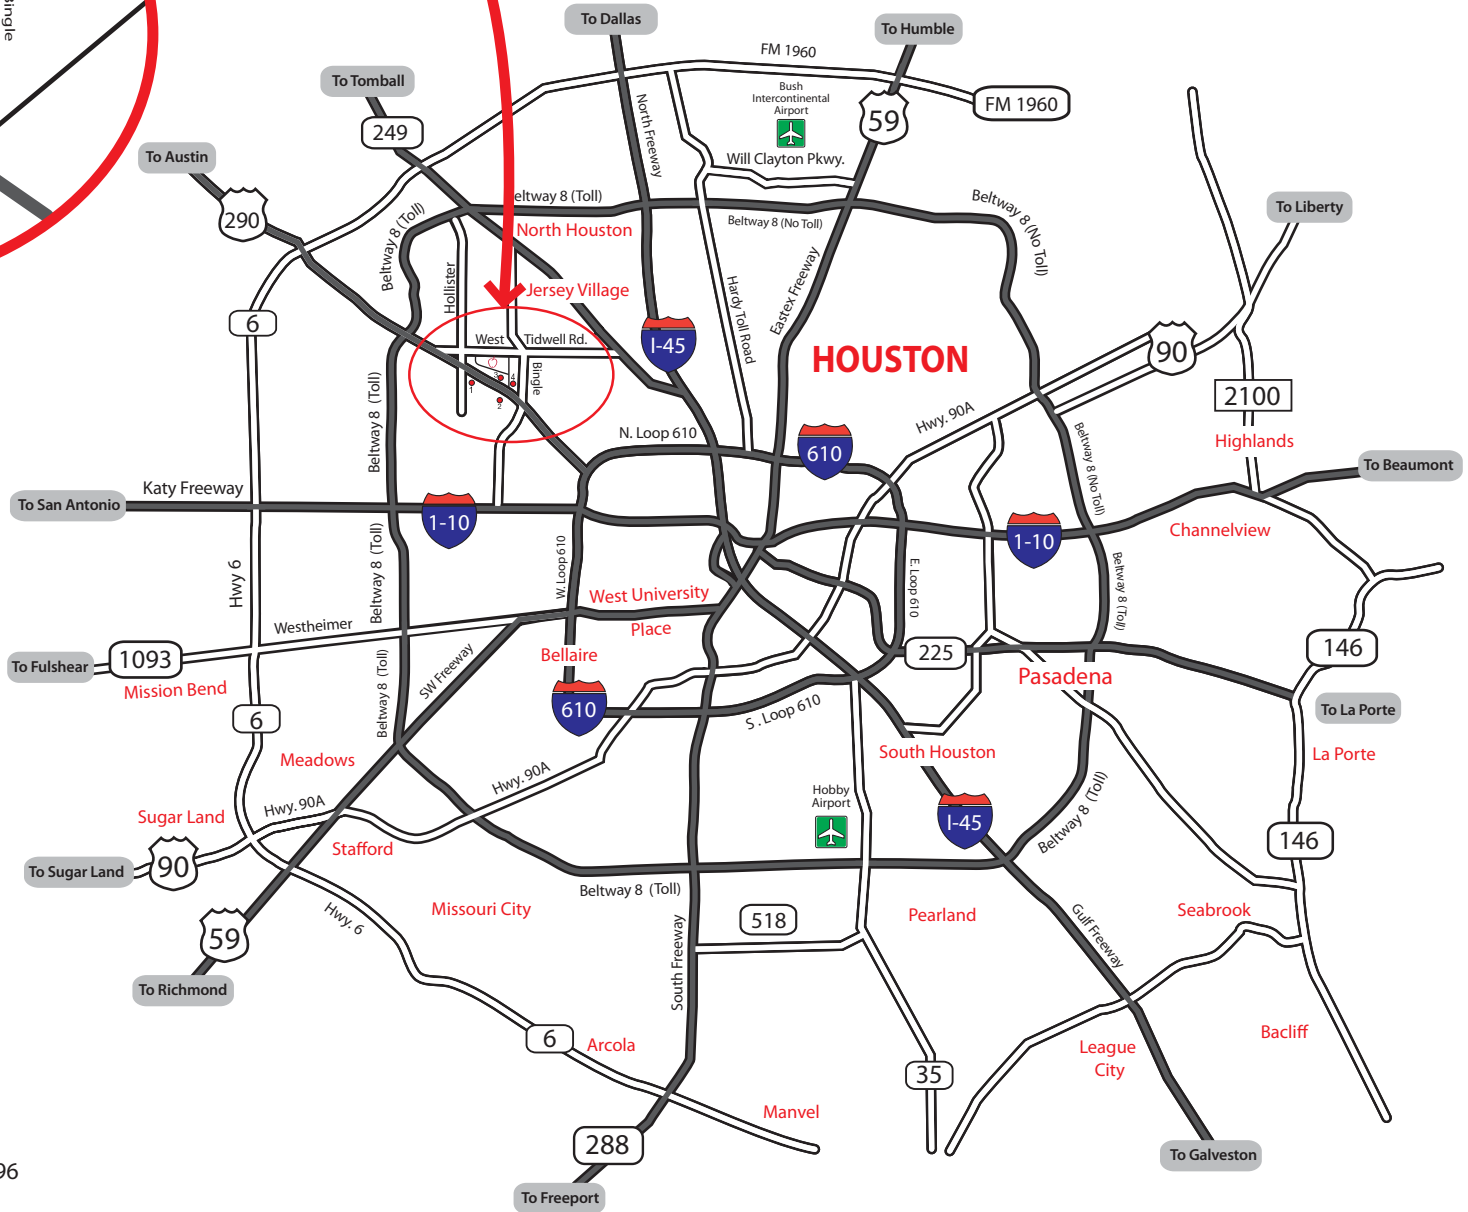 Bingle
To Dallas
To Humble
FM 1960
To Tomball
Bush
Intercontinental
Airport
59
FM 1960
249
North Freeway
To Austin
Will Clayton Pkwy.
290
eltway 8 (Toll)
Beltway 8 (Toll)
Beltway 8 (No Toll)
Beltway 8 (No Toll)
To Liberty
North Houston
Hollister
Jersey Village
Hardy Toll Road
Eastex Freeway
6
West
Tidwell Rd.
I-45
HOUSTON
90
3
4
1
2
Bingle
2100
Beltway 8 (Toll)
N. Loop 610
610
Hwy. 90A
Beltway 8 (No Toll)
Highlands
To Beaumont
Katy Freeway
To San Antonio
1-10
1-10
Channelview
Beltway 8 (Toll)
W. Loop 610
E. Loop 610
Beltway 8 (Toll)
Hwy 6
West University
Place
Westheimer
1093
To Fulshear
Mission Bend
Bellaire
225
146
SW Freeway
Beltway 8 (Toll)
Pasadena
610
S. Loop 610
To La Porte
6
Meadows
South Houston
La Porte
Hwy. 90A
Hwy. 90A
Hobby
Airport
Sugar Land
I-45
Beltway 8 (Toll)
146
Stafford
90
To Sugar Land
Beltway 8 (Toll)
Missouri City
518
Pearland
Seabrook
Hwy. 6
59
South Freeway
Gulf Freeway
To Richmond
6
Arcola
Bacliff
League
City
35
Manvel
288
To Galveston
96
To Freeport